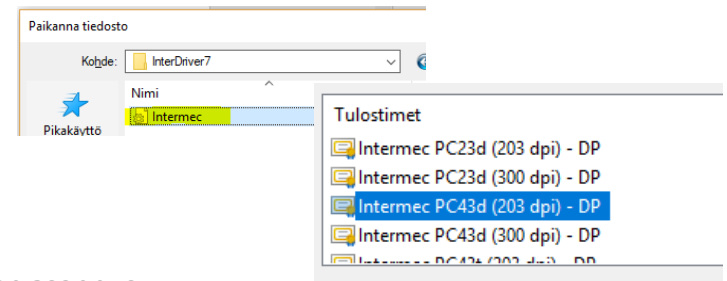 Paikanna tiedosto
Kohde: InterDriver7
Nimi
Intermec
Pikakäyttö
Tulostimet
Intermec PC23d (203 dpi) - DP
Intermec PC23d (300 dpi) - DP
Intermec PC43d (203 dpi) - DP
Intermec PC43d (300 dpi) - DP